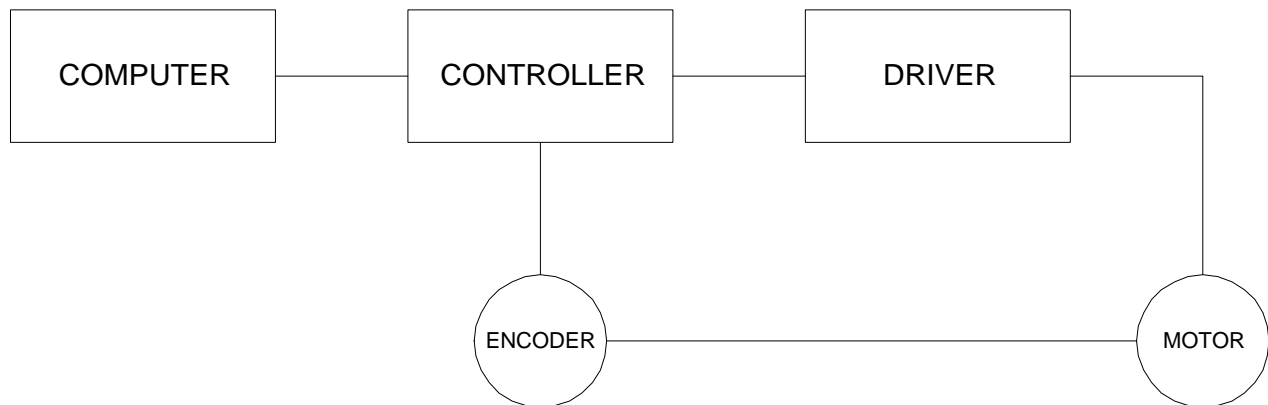 COMPUTER
CONTROLLER
DRIVER
ENCODER
MOTOR